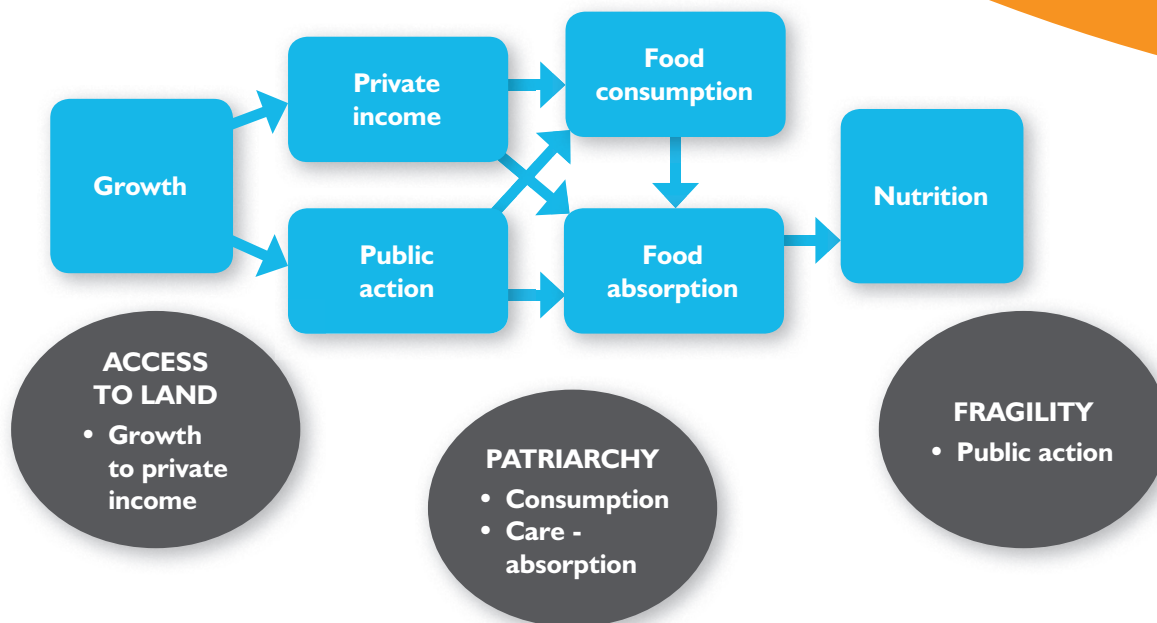 Growth
Private
income
Public
action
Food
consumption
Food
absorption
Nutrition
ACCESS
TO LAND
• Growth
to private
income
PATRIARCHY
• Consumption
• Care -
absorption
FRAGILITY
• Public action